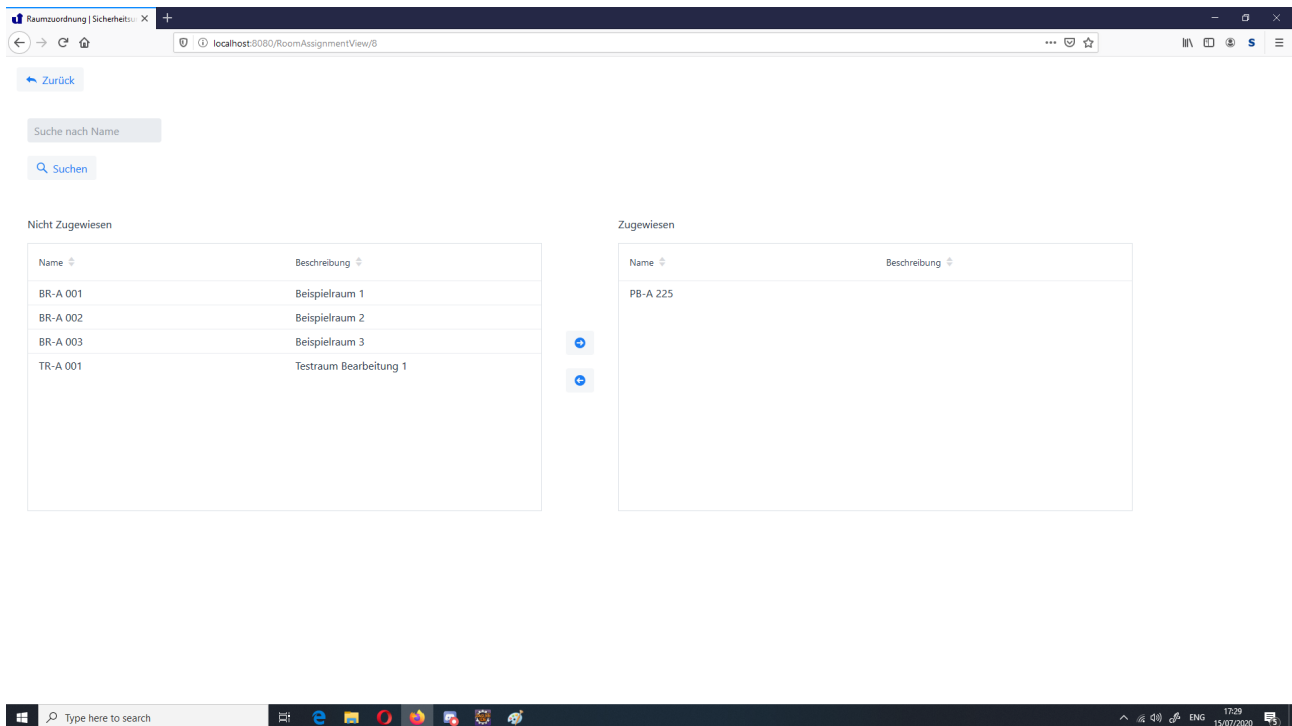 Raumzuordnung | Sicherheitsu
localhost:8080/RoomAssignmentView/8
Zurück
Suche nach Name
Suchen
Nicht Zugewiesen
Name Beschreibung
BR-A 001 Beispielraum 1
BR-A 002 Beispielraum 2
BR-A 003 Beispielraum 3
TR-A 001 Testraum Bearbeitung 1
Zugewiesen
Name Beschreibung
PB-A 225
Type here to search
ENG
17:29
15/07/2020